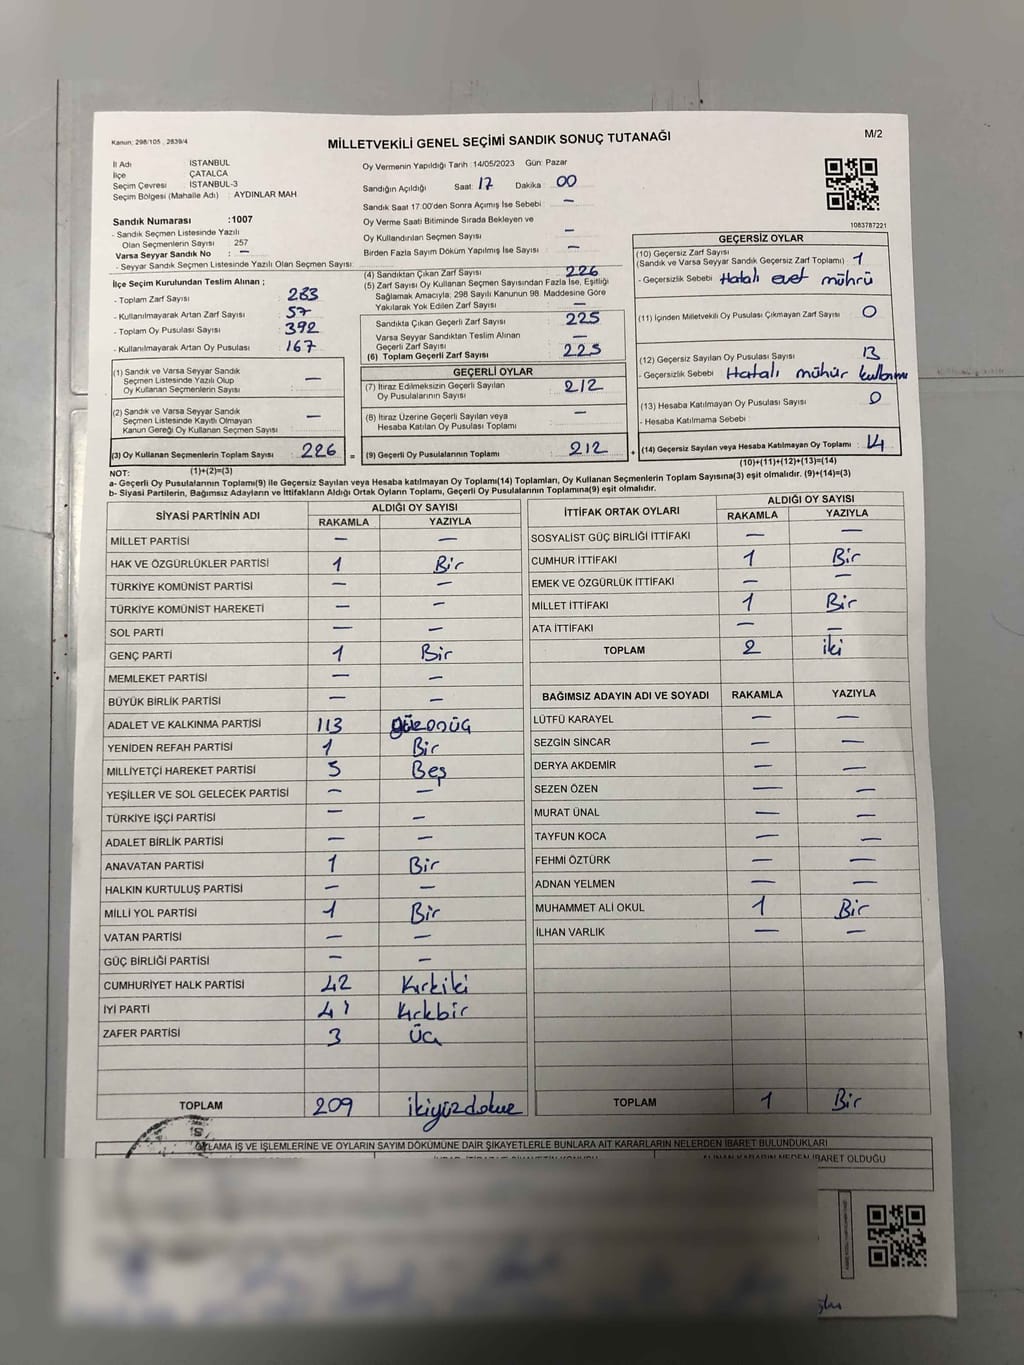 Kanun: 298/105 , 2839/4
MİLLETVEKİLİ GENEL SEÇİMİ SANDIK SONUÇ TUTANAĞI
M/2
İl Adı İSTANBUL
İlçe ÇATALCA
Seçim Çevresi İSTANBUL-3
Seçim Bölgesi (Mahalle Adı) : AYDINLAR MAH
Sandık Numarası :1007
- Sandık Seçmen Listesinde Yazılı
Olan Seçmenlerin Sayısı 257
Varsa Seyyar Sandık No : —
- Seyyar Sandık Seçmen Listesinde Yazılı Olan Seçmen Sayısı:
Oy Vermenin Yapıldığı Tarih : 14/05/2023 Gün: Pazar
Sandığın Açıldığı Saat: 17 Dakika 00
Sandık Saat 17:00'den Sonra Açımış İse Sebebi : —
Oy Verme Saati Bitiminde Sırada Bekleyen ve
Oy Kullandırılan Seçmen Sayısı : —
Birden Fazla Sayım Döküm Yapılmış İse Sayısı : —
1083787221
İlçe Seçim Kurulundan Teslim Alınan ;
- Toplam Zarf Sayısı : 283
- Kullanılmayarak Artan Zarf Sayısı : 57
- Toplam Oy Pusulası Sayısı : 392
- Kullanılmayarak Artan Oy Pusulası : 167
(1) Sandık ve Varsa Seyyar Sandık
Seçmen Listesinde Yazılı Olup
Oy Kullanan Seçmenlerin Sayısı : —
(2) Sandık ve Varsa Seyyar Sandık
Seçmen Listesinde Kayıtlı Olmayan
Kanun Gereği Oy Kullanan Seçmen Sayısı : —
(3) Oy Kullanan Seçmenlerin Toplam Sayısı : 226 =
(4) Sandıktan Çıkan Zarf Sayısı : 226
(5) Zarf Sayısı Oy Kullanan Seçmen Sayısından Fazla İse, Eşitliği
Sağlamak Amacıyla; 298 Sayılı Kanunun 98. Maddesine Göre
Yakılarak Yok Edilen Zarf Sayısı : —
Sandıkta Çıkan Geçerli Zarf Sayısı : 225
Varsa Seyyar Sandıktan Teslim Alınan
Geçerli Zarf Sayısı : —
(6) Toplam Geçerli Zarf Sayısı : 225
GEÇERLİ OYLAR
(7) İtiraz Edilmeksizin Geçerli Sayılan
Oy Pusulalarının Sayısı : 212
(8) İtiraz Üzerine Geçerli Sayılan veya
Hesaba Katılan Oy Pusulası Toplamı : —
(9) Geçerli Oy Pusulalarının Toplamı : 212 +
GEÇERSİZ OYLAR
(10) Geçersiz Zarf Sayısı
(Sandık ve Varsa Seyyar Sandık Geçersiz Zarf Toplamı) : 1
- Geçersizlik Sebebi : Hatalı evet mührü
(11) İçinden Milletvekili Oy Pusulası Çıkmayan Zarf Sayısı : 0
(12) Geçersiz Sayılan Oy Pusulası Sayısı : 13
- Geçersizlik Sebebi Hatalı mühür kullanımı
(13) Hesaba Katılmayan Oy Pusulası Sayısı : 0
- Hesaba Katılmama Sebebi :
(14) Geçersiz Sayılan veya Hesaba Katılmayan Oy Toplamı : 14
NOT: (1)+(2)=(3) (10)+(11)+(12)+(13)=(14)
a- Geçerli Oy Pusulalarının Toplamı(9) ile Geçersiz Sayılan veya Hesaba katılmayan Oy Toplamı(14) Toplamları, Oy Kullanan Seçmenlerin Toplam Sayısına(3) eşit olmalıdır. (9)+(14)=(3)
b- Siyasi Partilerin, Bağımsız Adayların ve İttifakların Aldığı Ortak Oyların Toplamı, Geçerli Oy Pusulalarının Toplamına(9) eşit olmalıdır.
SİYASİ PARTİNİN ADI ALDIĞI OY SAYISI
RAKAMLA YAZIYLA
MİLLET PARTİSİ — —
HAK VE ÖZGÜRLÜKLER PARTİSİ 1 Bir
TÜRKİYE KOMÜNİST PARTİSİ — —
TÜRKİYE KOMÜNİST HAREKETİ — —
SOL PARTİ — —
GENÇ PARTİ 1 Bir
MEMLEKET PARTİSİ — —
BÜYÜK BİRLİK PARTİSİ — —
ADALET VE KALKINMA PARTİSİ 113
YENİDEN REFAH PARTİSİ 1 Bir
MİLLİYETÇİ HAREKET PARTİSİ 5 Beş
YEŞİLLER VE SOL GELECEK PARTİSİ — —
TÜRKİYE İŞÇİ PARTİSİ — —
ADALET BİRLİK PARTİSİ — —
ANAVATAN PARTİSİ 1 Bir
HALKIN KURTULUŞ PARTİSİ — —
MİLLİ YOL PARTİSİ 1 Bir
VATAN PARTİSİ — —
GÜÇ BİRLİĞİ PARTİSİ — —
CUMHURİYET HALK PARTİSİ 42 Kırkiki
İYİ PARTİ 41 Kırkbir
ZAFER PARTİSİ 3 Üç
TOPLAM 209 ikiyüzdokuz
İTTİFAK ORTAK OYLARI ALDIĞI OY SAYISI
RAKAMLA YAZIYLA
SOSYALİST GÜÇ BİRLİĞİ İTTİFAKI — —
CUMHUR İTTİFAKI 1 Bir
EMEK VE ÖZGÜRLÜK İTTİFAKI — —
MİLLET İTTİFAKI 1 Bir
ATA İTTİFAKI — —
TOPLAM 2 iki
BAĞIMSIZ ADAYIN ADI VE SOYADI RAKAMLA YAZIYLA
LÜTFÜ KARAYEL — —
SEZGİN SİNCAR — —
DERYA AKDEMİR — —
SEZEN ÖZEN — —
MURAT ÜNAL — —
TAYFUN KOCA — —
FEHMİ ÖZTÜRK — —
ADNAN YELMEN — —
MUHAMMET ALİ OKUL 1 Bir
İLHAN VARLIK — —
TOPLAM 1 Bir
OYLAMA İŞ VE İŞLEMLERİNE VE OYLARIN SAYIM DÖKÜMÜNE DAİR ŞİKAYETLERLE BUNLARA AİT KARARLARIN NELERDEN İBARET BULUNDUKLARI
ALINAN KARARIN NEDEN İBARET OLDUĞU